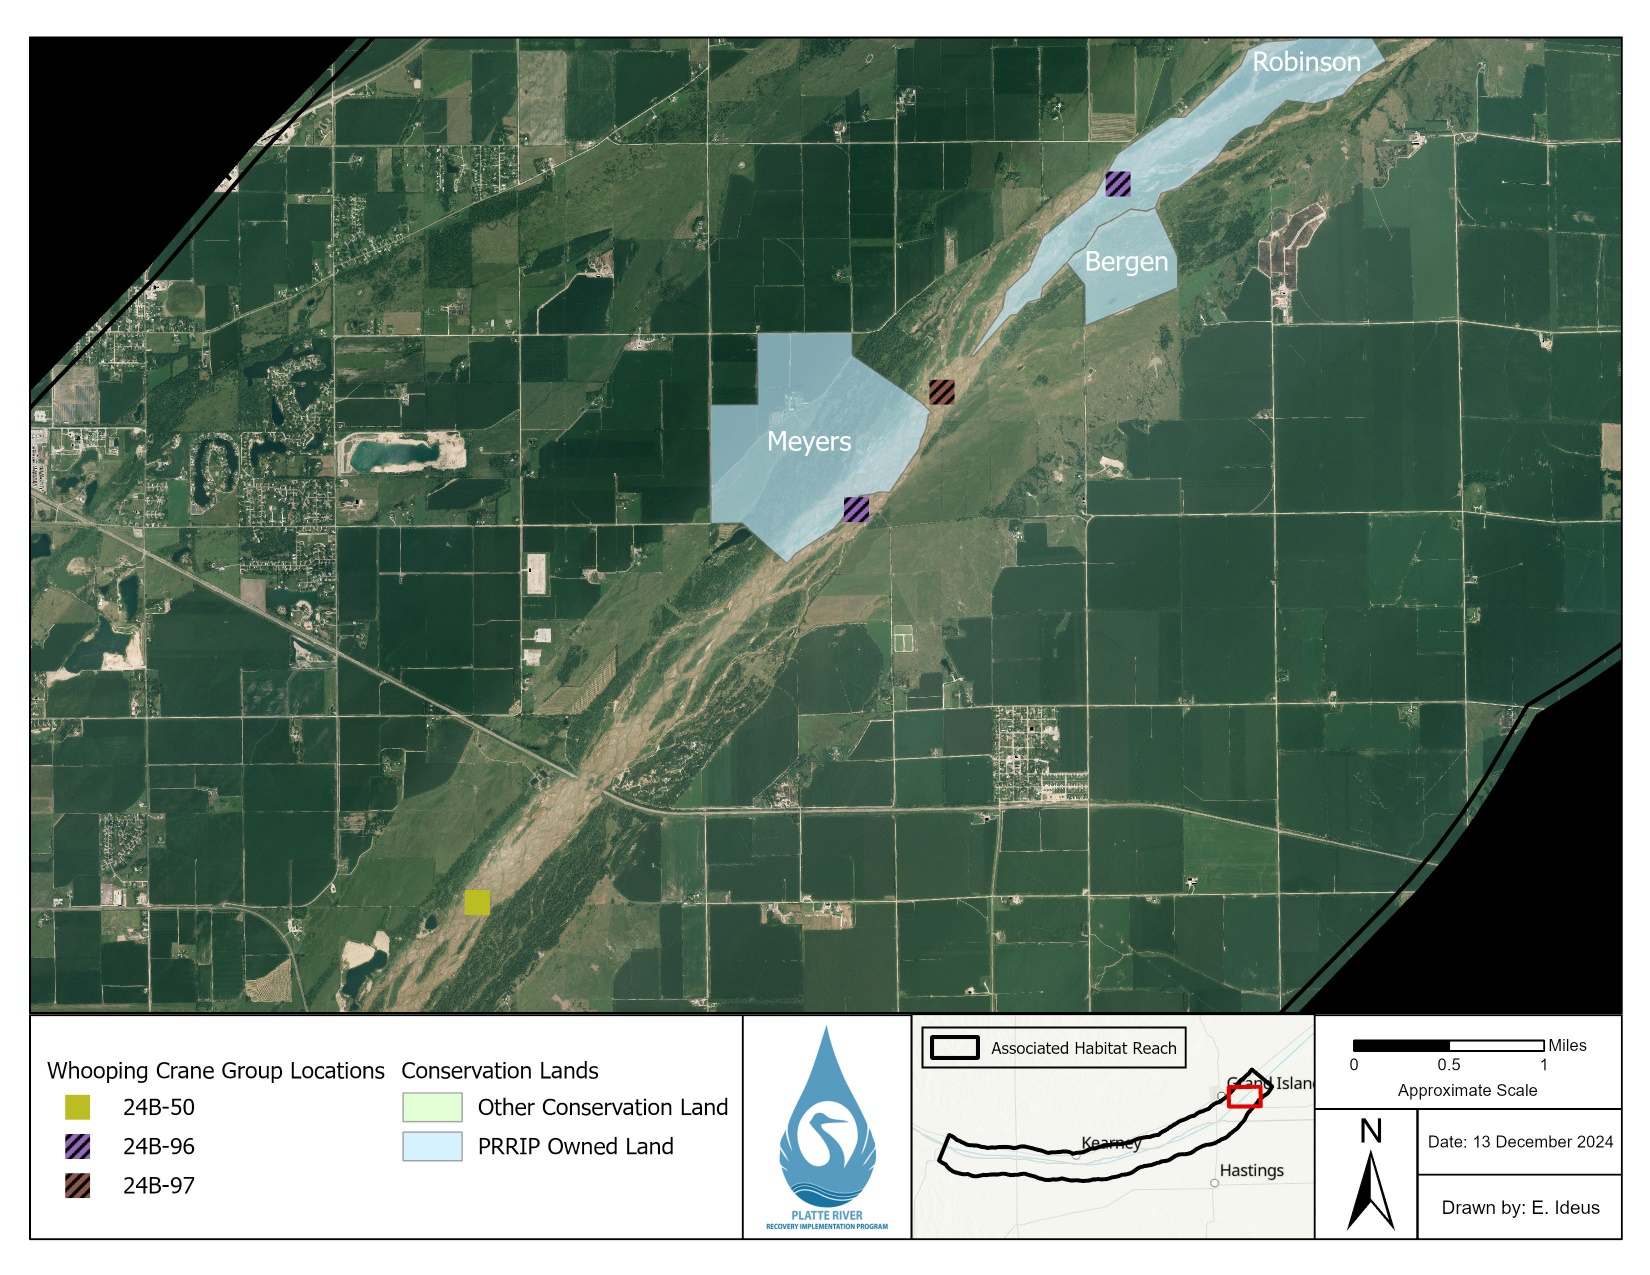 Robinson
Bergen
Meyers
Whooping Crane Group Locations
24B-50
24B-96
24B-97
Conservation Lands
Other Conservation Land
PRRIP Owned Land
PLATTE RIVER
RECOVERY IMPLEMENTATION PROGRAM
Associated Habitat Reach
Grand Islan
Kearney
Hastings
Miles
0 0.5 1
Approximate Scale
N
Date: 13 December 2024
Drawn by: E. Ideus